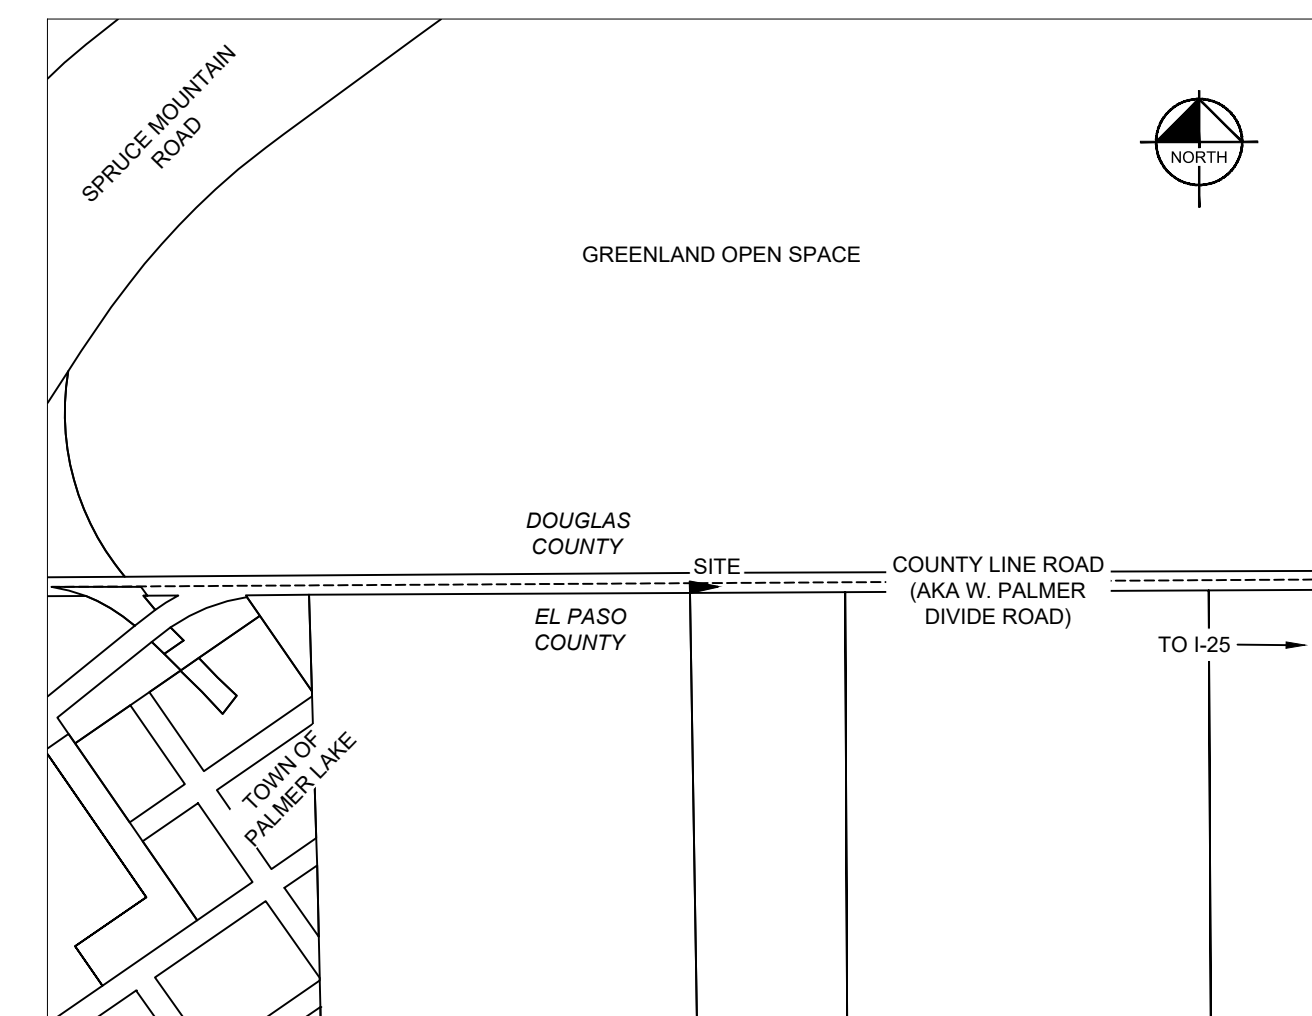 SPRUCE MOUNTAIN
ROAD
NORTH
GREENLAND OPEN SPACE
DOUGLAS
COUNTY
SITE
COUNTY LINE ROAD
(AKA W. PALMER
DIVIDE ROAD)
EL PASO
COUNTY
TO I-25
TOWN OF
PALMER LAKE